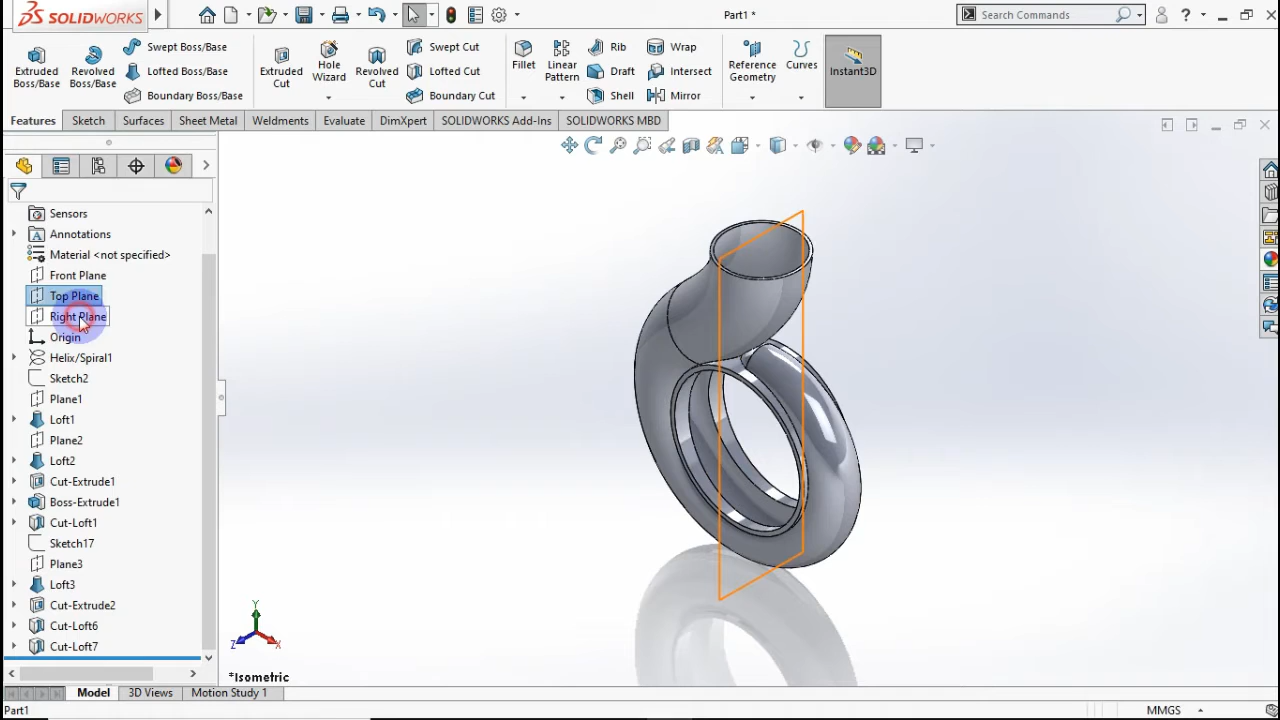 SOLIDWORKS
Part1 *
Search Commands
?
Extruded Boss/Base
Revolved Boss/Base
Swept Boss/Base
Lofted Boss/Base
Boundary Boss/Base
Extruded Cut
Hole Wizard
Revolved Cut
Swept Cut
Lofted Cut
Boundary Cut
Fillet
Linear Pattern
Rib
Draft
Shell
Wrap
Intersect
Mirror
Reference Geometry
Curves
Instant3D
Features
Sketch
Surfaces
Sheet Metal
Weldments
Evaluate
DimXpert
SOLIDWORKS Add-Ins
SOLIDWORKS MBD
Sensors
Annotations
Material <not specified>
Front Plane
Top Plane
Right Plane
Origin
Helix/Spiral1
Sketch2
Plane1
Loft1
Plane2
Loft2
Cut-Extrude1
Boss-Extrude1
Cut-Loft1
Sketch17
Plane3
Loft3
Cut-Extrude2
Cut-Loft6
Cut-Loft7
Y
Z
X
*Isometric
Model
3D Views
Motion Study 1
Part1
MMGS